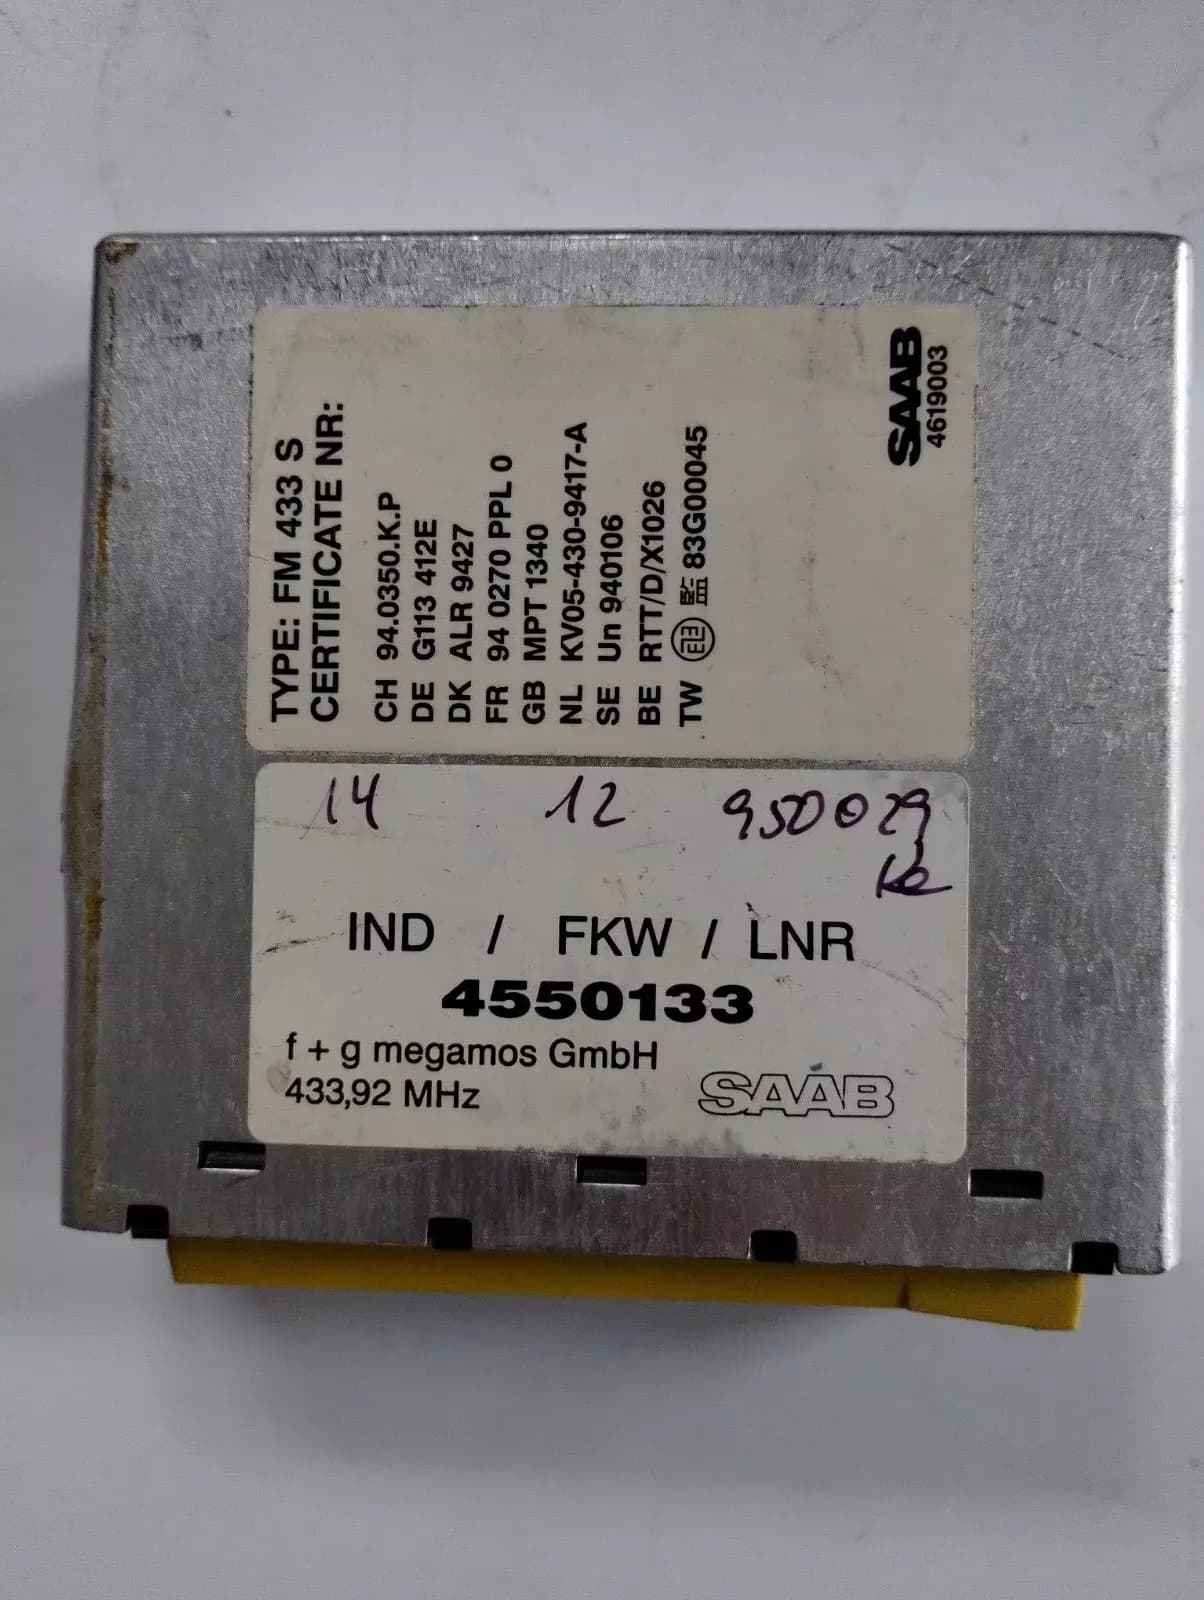 TYPE: FM 433 S
CERTIFICATE NR:
CH 94.0350.K.P
DE G113 412E
DK ALR 9427
FR 94 0270 PPL 0
GB MPT 1340
NL KV05-430-9417-A
SE Un 940106
BE RTT/D/X1026
TW 監 83G00045
SAAB
4619003
14 12 950029
IND / FKW / LNR
4550133
f + g megamos GmbH
433,92 MHz
SAAB